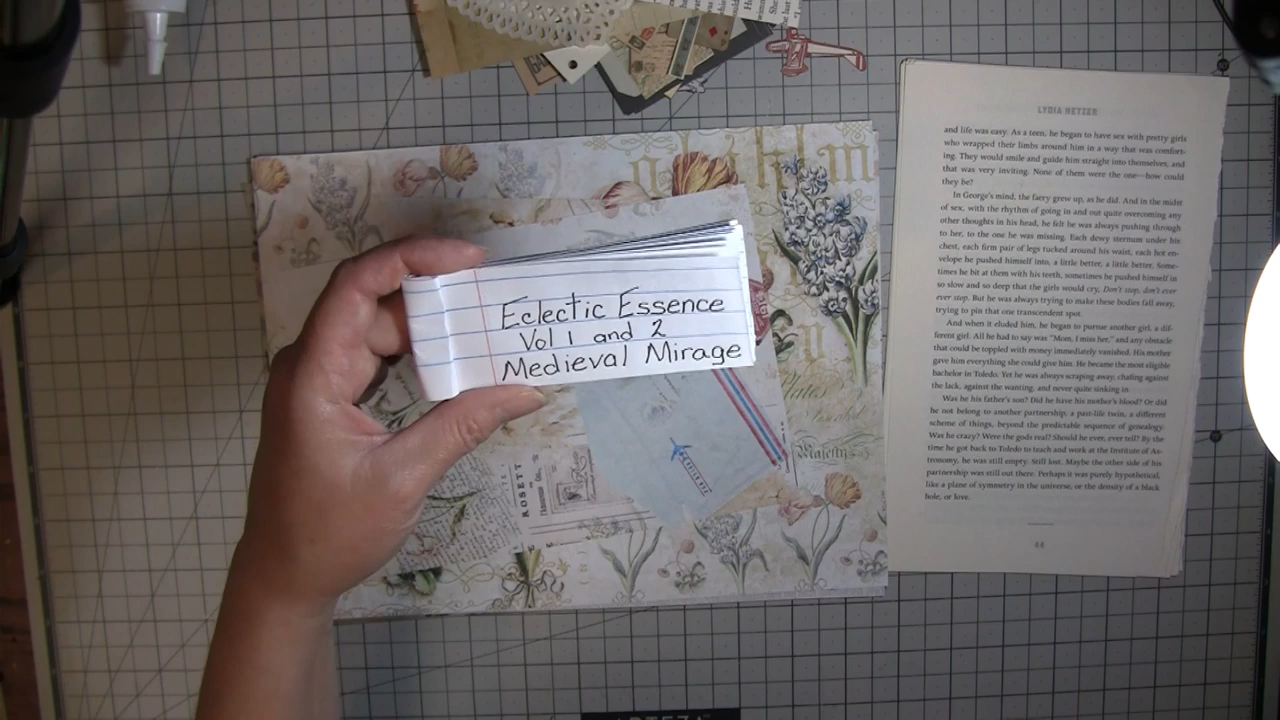 Eclectic Essence
Vol 1 and 2
Medieval Mirage
LYDIA NETZER
and life was easy. As a teen, he began to have sex with pretty girls
who wrapped their limbs around him in a way that was comfort-
ing. They would smile and guide him straight into themselves, and
that was very inviting. None of them were the one—how could
they be?
In George's mind, the faery grew up, as he did. And in the midst
of sex, with the rhythm of going in and out quite overcoming any
other thoughts in his head, he felt he was always pushing through
to her, to the one he was missing. Each dewy sternum under his
chest, each firm pair of legs tucked around his waist, each hot en-
velope he pushed himself into, a little better, a little better. Some-
times he bit at them with his teeth, sometimes he pushed himself in
so slow and so deep that the girls would cry, Don't stop, don't ever
ever stop. But he was always trying to make these bodies fall away,
trying to pin that one transcendent spot.
And when it eluded him, he began to pursue another girl, a dif-
ferent girl. All he had to say was "Mom, I miss her," and any obstacle
that could be toppled with money immediately vanished. His mother
gave him everything she could give him. He became the most eligible
bachelor in Toledo. Yet he was always scraping away, chafing against
the lack, against the wanting, and never quite sinking in.
Was he his father's son? Did he have his mother's blood? Or did
he not belong to another partnership, a past-life twin, a different
scheme of things, beyond the predictable sequence of genealogy.
Was he crazy? Were the gods real? Should he ever, ever tell? By the
time he got back to Toledo to teach and work at the Institute of As-
tronomy, he was still empty. Still lost. Maybe the other side of his
partnership was still out there. Perhaps it was purely hypothetical,
like a plane of symmetry in the universe, or the density of a black
hole, or love.
Majesty
ROSETT